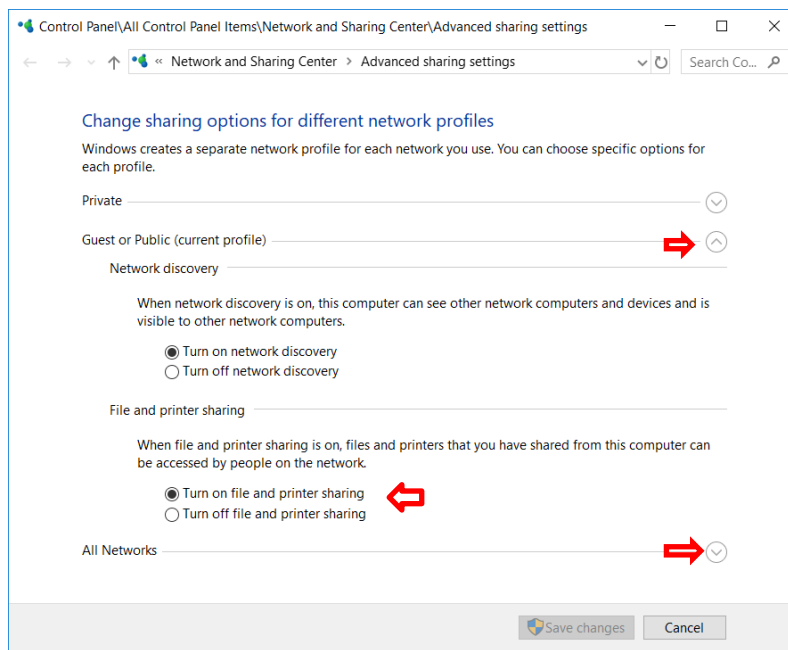 Control Panel\All Control Panel Items\Network and Sharing Center\Advanced sharing settings
« Network and Sharing Center > Advanced sharing settings Search Co...
Change sharing options for different network profiles
Windows creates a separate network profile for each network you use. You can choose specific options for
each profile.
Private
Guest or Public (current profile)
Network discovery
When network discovery is on, this computer can see other network computers and devices and is
visible to other network computers.
Turn on network discovery
Turn off network discovery
File and printer sharing
When file and printer sharing is on, files and printers that you have shared from this computer can
be accessed by people on the network.
Turn on file and printer sharing
Turn off file and printer sharing
All Networks
Save changes Cancel